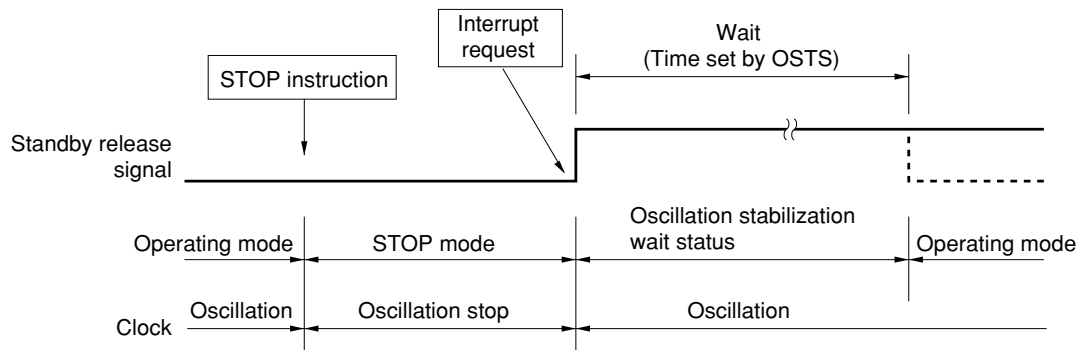 Interrupt
request
Wait
(Time set by OSTS)
STOP instruction
Standby release
signal
Operating mode
STOP mode
Oscillation stabilization
wait status
Operating mode
Clock
Oscillation
Oscillation stop
Oscillation